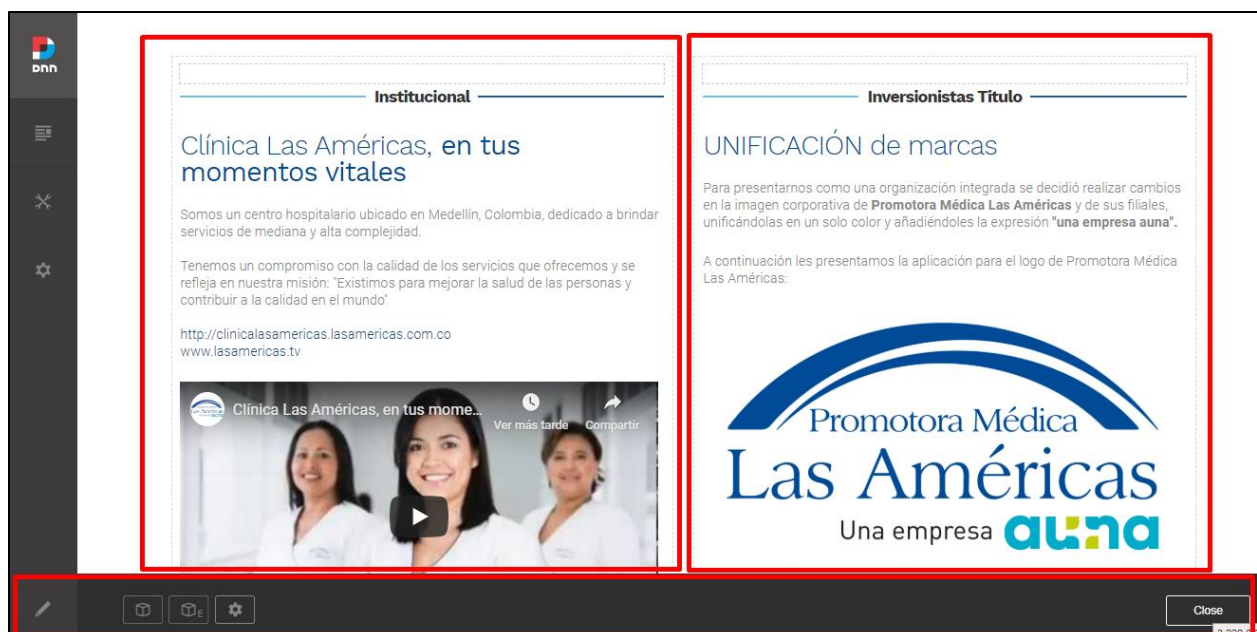 DNN
Institucional
Clínica Las Américas, en tus
momentos vitales
Somos un centro hospitalario ubicado en Medellín, Colombia, dedicado a brindar
servicios de mediana y alta complejidad.
Tenemos un compromiso con la calidad de los servicios que ofrecemos y se
refleja en nuestra misión: "Existimos para mejorar la salud de las personas y
contribuir a la calidad en el mundo"
http://clinicalasamericas.lasamericas.com.co
www.lasamericas.tv
Clínica Las Américas, en tus mome...
Ver más tarde Compartir
Inversionistas Titulo
UNIFICACIÓN de marcas
Para presentarnos como una organización integrada se decidió realizar cambios
en la imagen corporativa de Promotora Médica Las Américas y de sus filiales,
unificándolas en un solo color y añadiéndoles la expresión "una empresa auna".
A continuación les presentamos la aplicación para el logo de Promotora Médica
Las Américas:
Promotora Médica
Las Américas
Una empresa auna
E
Close